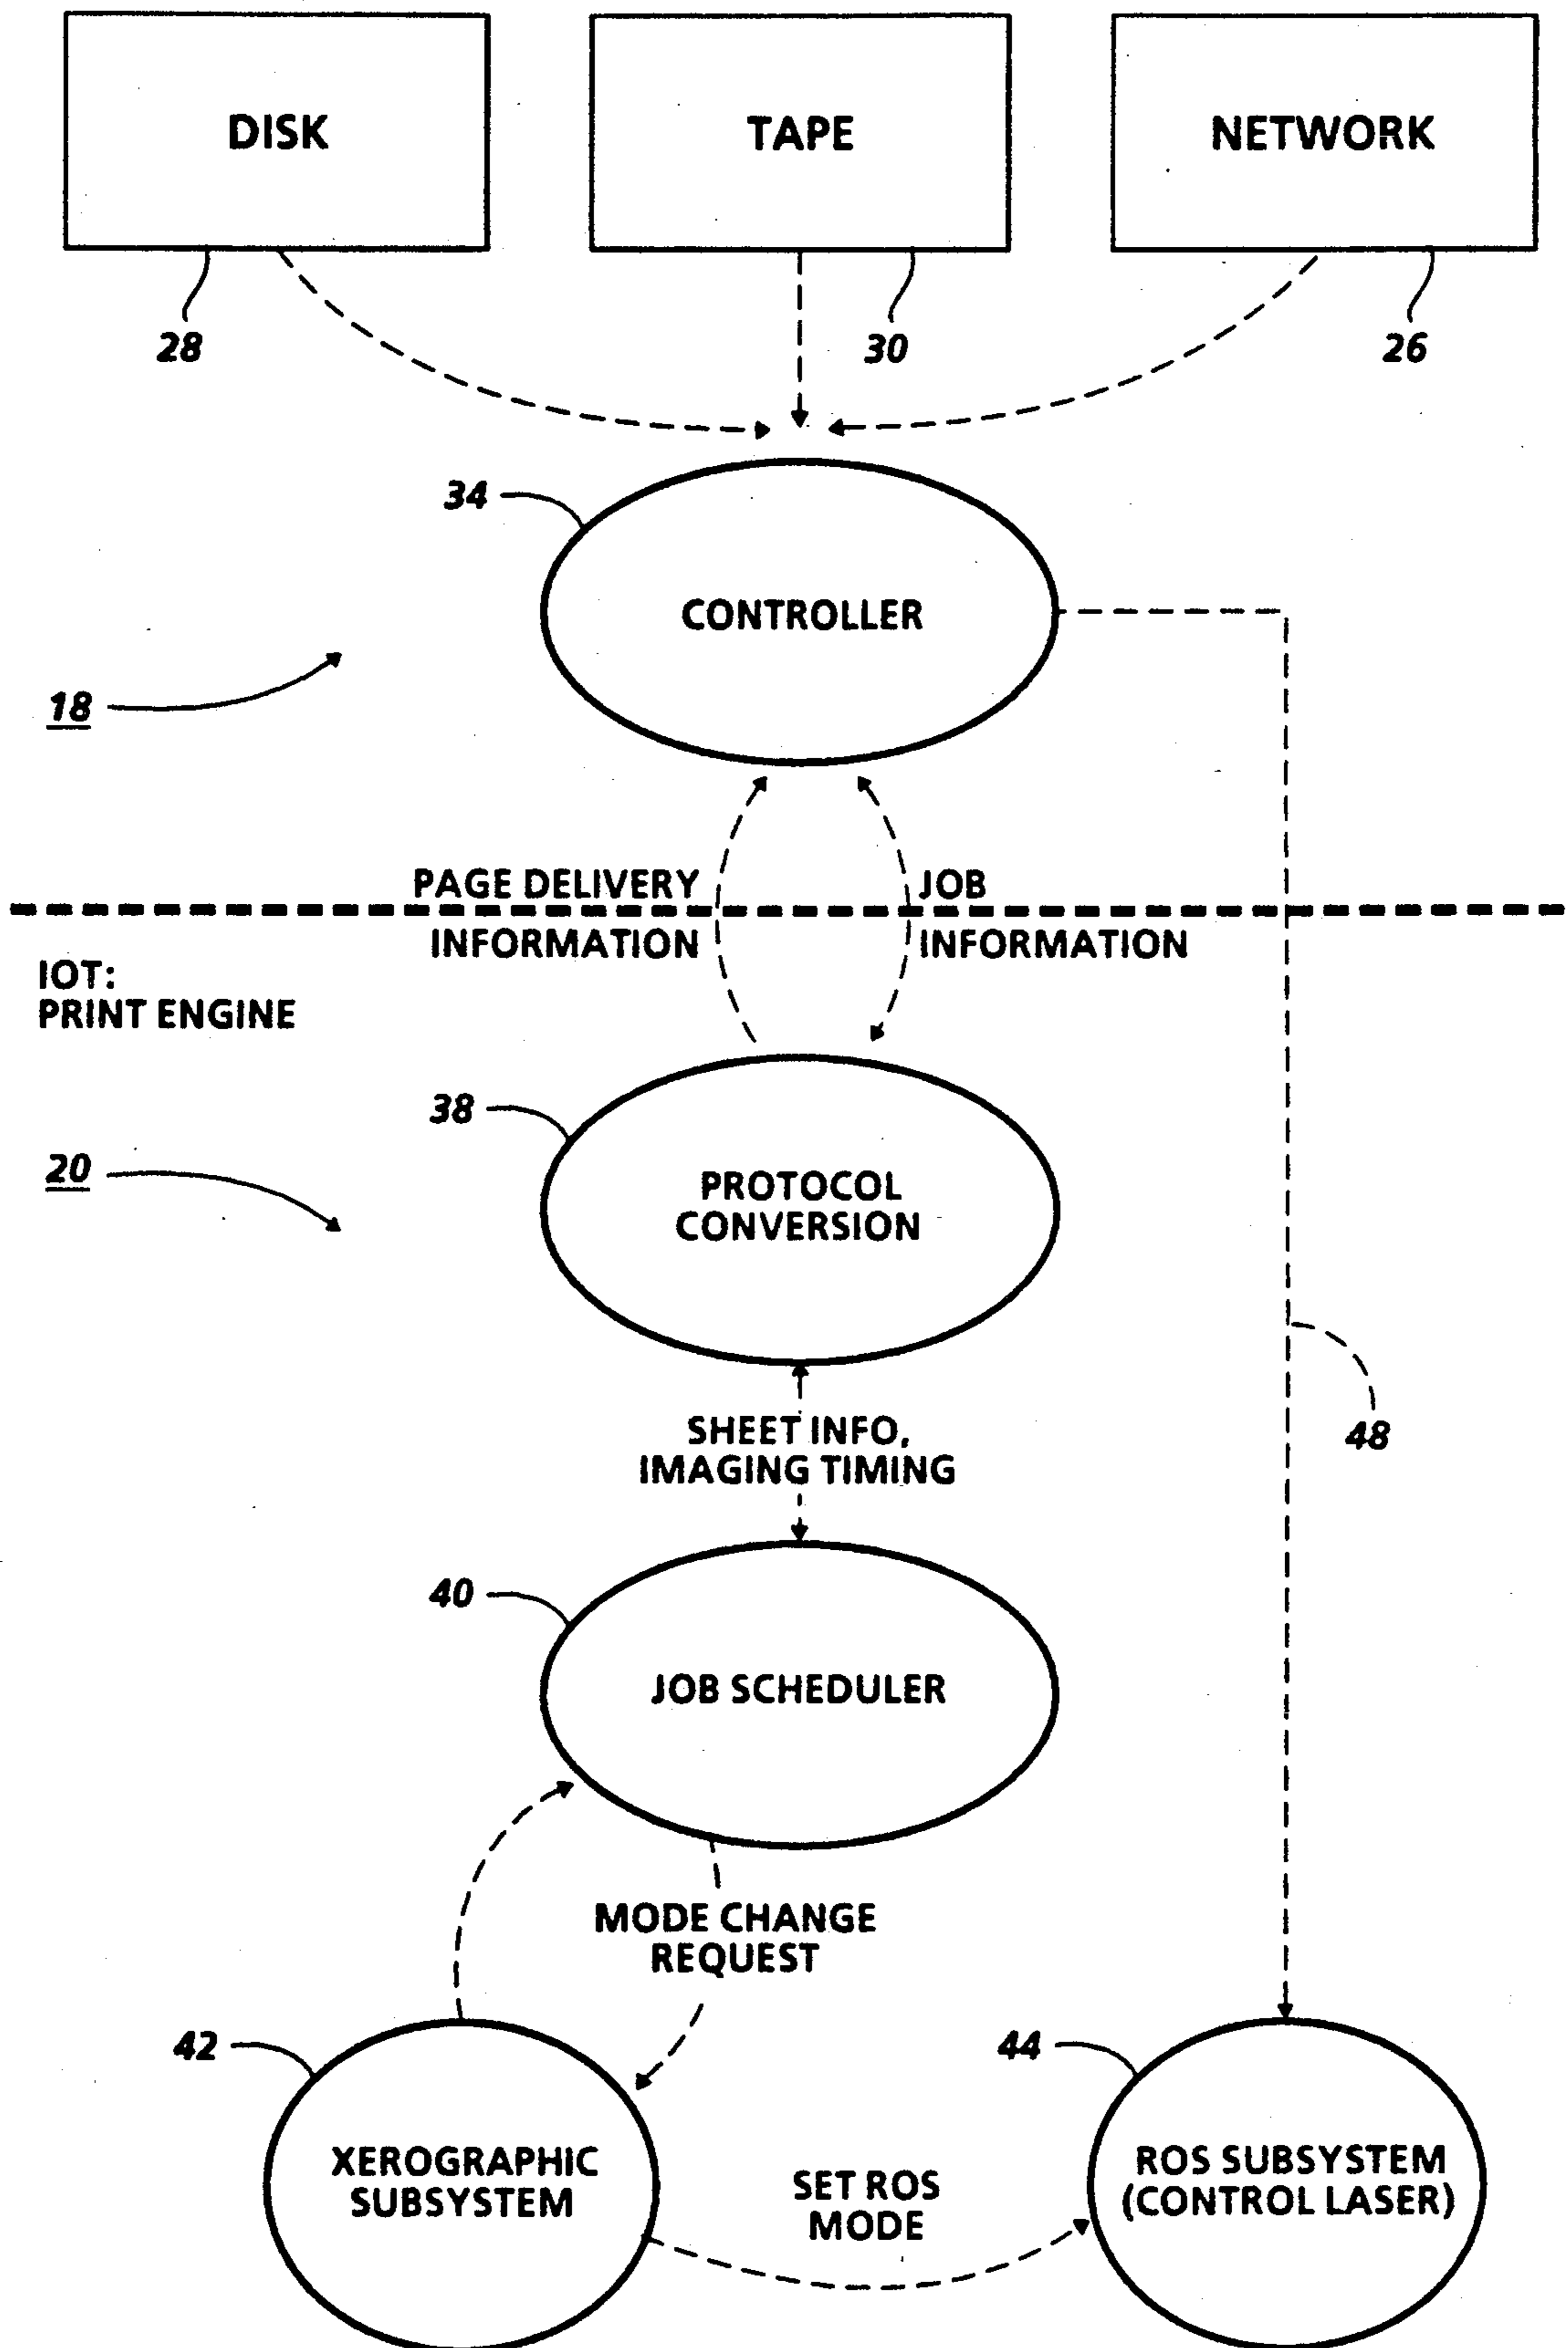 DISK
TAPE
NETWORK
28
30
26
34
CONTROLLER
18
PAGE DELIVERY
INFORMATION
JOB
INFORMATION
IOT:
PRINT ENGINE
38
20
PROTOCOL
CONVERSION
SHEET INFO,
IMAGING TIMING
48
40
JOB SCHEDULER
MODE CHANGE
REQUEST
42
44
XEROGRAPHIC
SUBSYSTEM
SET ROS
MODE
ROS SUBSYSTEM
(CONTROL LASER)